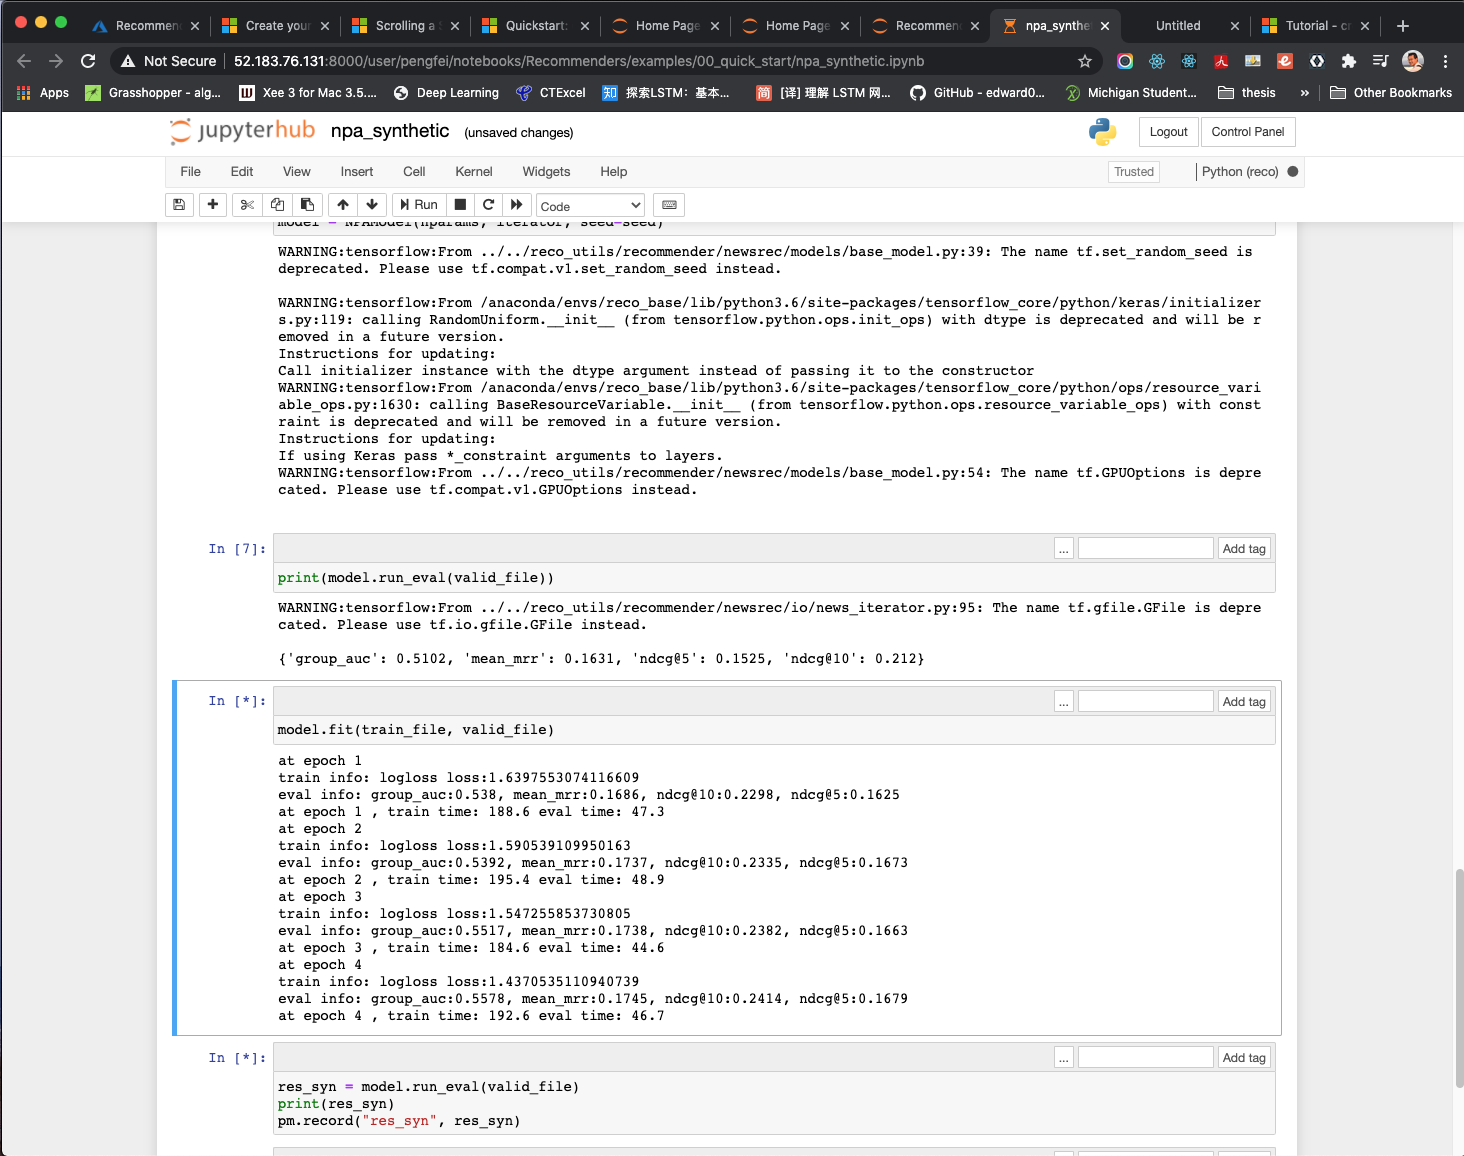 Recommen
Create your
Scrolling a S
Quickstart:
Home Page
Home Page
Recommen
npa_synthe
Untitled
Tutorial - cr
Not Secure
52.183.76.131:8000/user/pengfei/notebooks/Recommenders/examples/00_quick_start/npa_synthetic.ipynb
Apps
Grasshopper - alg...
Xee 3 for Mac 3.5....
Deep Learning
CTExcel
知 探索LSTM：基本...
简 [译] 理解 LSTM 网...
GitHub - edward0...
Michigan Student...
thesis
»
Other Bookmarks
jupyterhub npa_synthetic (unsaved changes)
Logout
Control Panel
File Edit View Insert Cell Kernel Widgets Help
Trusted
Python (reco)
Run
Code
model = NPAModel(hparams, iterator, seed=seed)
WARNING:tensorflow:From ../../reco_utils/recommender/newsrec/models/base_model.py:39: The name tf.set_random_seed is
deprecated. Please use tf.compat.v1.set_random_seed instead.
WARNING:tensorflow:From /anaconda/envs/reco_base/lib/python3.6/site-packages/tensorflow_core/python/keras/initializer
s.py:119: calling RandomUniform.__init__ (from tensorflow.python.ops.init_ops) with dtype is deprecated and will be r
emoved in a future version.
Instructions for updating:
Call initializer instance with the dtype argument instead of passing it to the constructor
WARNING:tensorflow:From /anaconda/envs/reco_base/lib/python3.6/site-packages/tensorflow_core/python/ops/resource_vari
able_ops.py:1630: calling BaseResourceVariable.__init__ (from tensorflow.python.ops.resource_variable_ops) with const
raint is deprecated and will be removed in a future version.
Instructions for updating:
If using Keras pass *_constraint arguments to layers.
WARNING:tensorflow:From ../../reco_utils/recommender/newsrec/models/base_model.py:54: The name tf.GPUOptions is depre
cated. Please use tf.compat.v1.GPUOptions instead.
In [7]:
... Add tag
print(model.run_eval(valid_file))
WARNING:tensorflow:From ../../reco_utils/recommender/newsrec/io/news_iterator.py:95: The name tf.gfile.GFile is depre
cated. Please use tf.io.gfile.GFile instead.
{'group_auc': 0.5102, 'mean_mrr': 0.1631, 'ndcg@5': 0.1525, 'ndcg@10': 0.212}
In [*]:
... Add tag
model.fit(train_file, valid_file)
at epoch 1
train info: logloss loss:1.6397553074116609
eval info: group_auc:0.538, mean_mrr:0.1686, ndcg@10:0.2298, ndcg@5:0.1625
at epoch 1 , train time: 188.6 eval time: 47.3
at epoch 2
train info: logloss loss:1.590539109950163
eval info: group_auc:0.5392, mean_mrr:0.1737, ndcg@10:0.2335, ndcg@5:0.1673
at epoch 2 , train time: 195.4 eval time: 48.9
at epoch 3
train info: logloss loss:1.547255853730805
eval info: group_auc:0.5517, mean_mrr:0.1738, ndcg@10:0.2382, ndcg@5:0.1663
at epoch 3 , train time: 184.6 eval time: 44.6
at epoch 4
train info: logloss loss:1.4370535110940739
eval info: group_auc:0.5578, mean_mrr:0.1745, ndcg@10:0.2414, ndcg@5:0.1679
at epoch 4 , train time: 192.6 eval time: 46.7
In [*]:
... Add tag
res_syn = model.run_eval(valid_file)
print(res_syn)
pm.record("res_syn", res_syn)